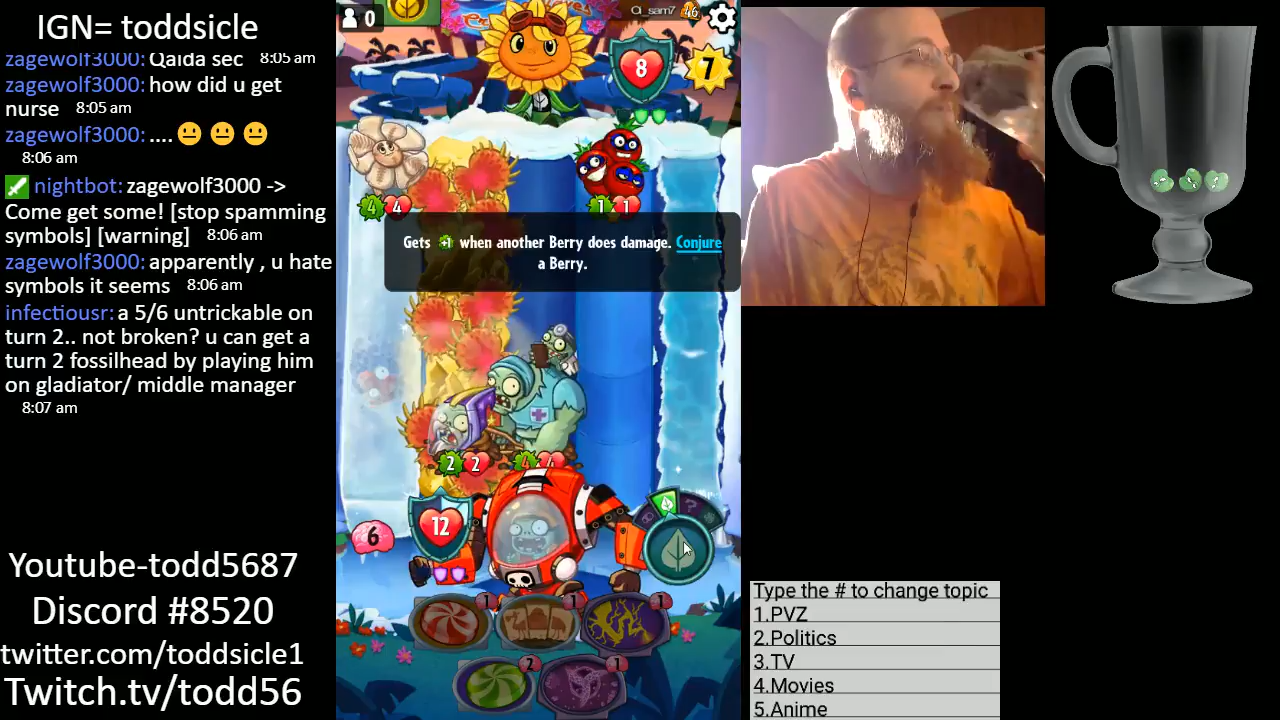 IGN= toddsicle
zagewolf3000: Qaida sec 8:05 am
zagewolf3000: how did u get
nurse 8:05 am
zagewolf3000: ....😐 😐 😐
8:06 am
nightbot: zagewolf3000 ->
Come get some! [stop spamming
symbols] [warning] 8:06 am
zagewolf3000: apparently , u hate
symbols it seems 8:06 am
infectiousr: a 5/6 untrickable on
turn 2.. not broken? u can get a
turn 2 fossilhead by playing him
on gladiator/ middle manager
8:07 am
Youtube-todd5687
Discord #8520
twitter.com/toddsicle1
Twitch.tv/todd56
0
46
8
7
4 4
1 1
Gets +1 when another Berry does damage. Conjure
a Berry.
2 2
4 4
12
6
1 1 1
2 1
Type the # to change topic
1.PVZ
2.Politics
3.TV
4.Movies
5.Anime